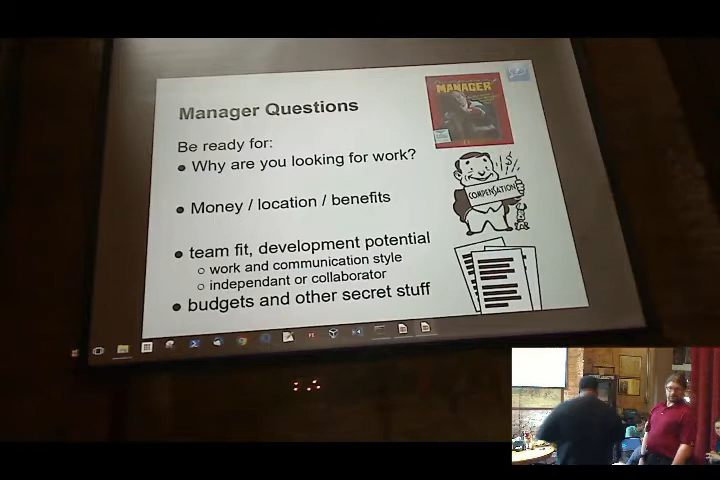 Manager Questions
MANAGER
Be ready for:
• Why are you looking for work?
$
COMPENSATION
• Money / location / benefits
• team fit, development potential
○ work and communication style
○ independant or collaborator
• budgets and other secret stuff